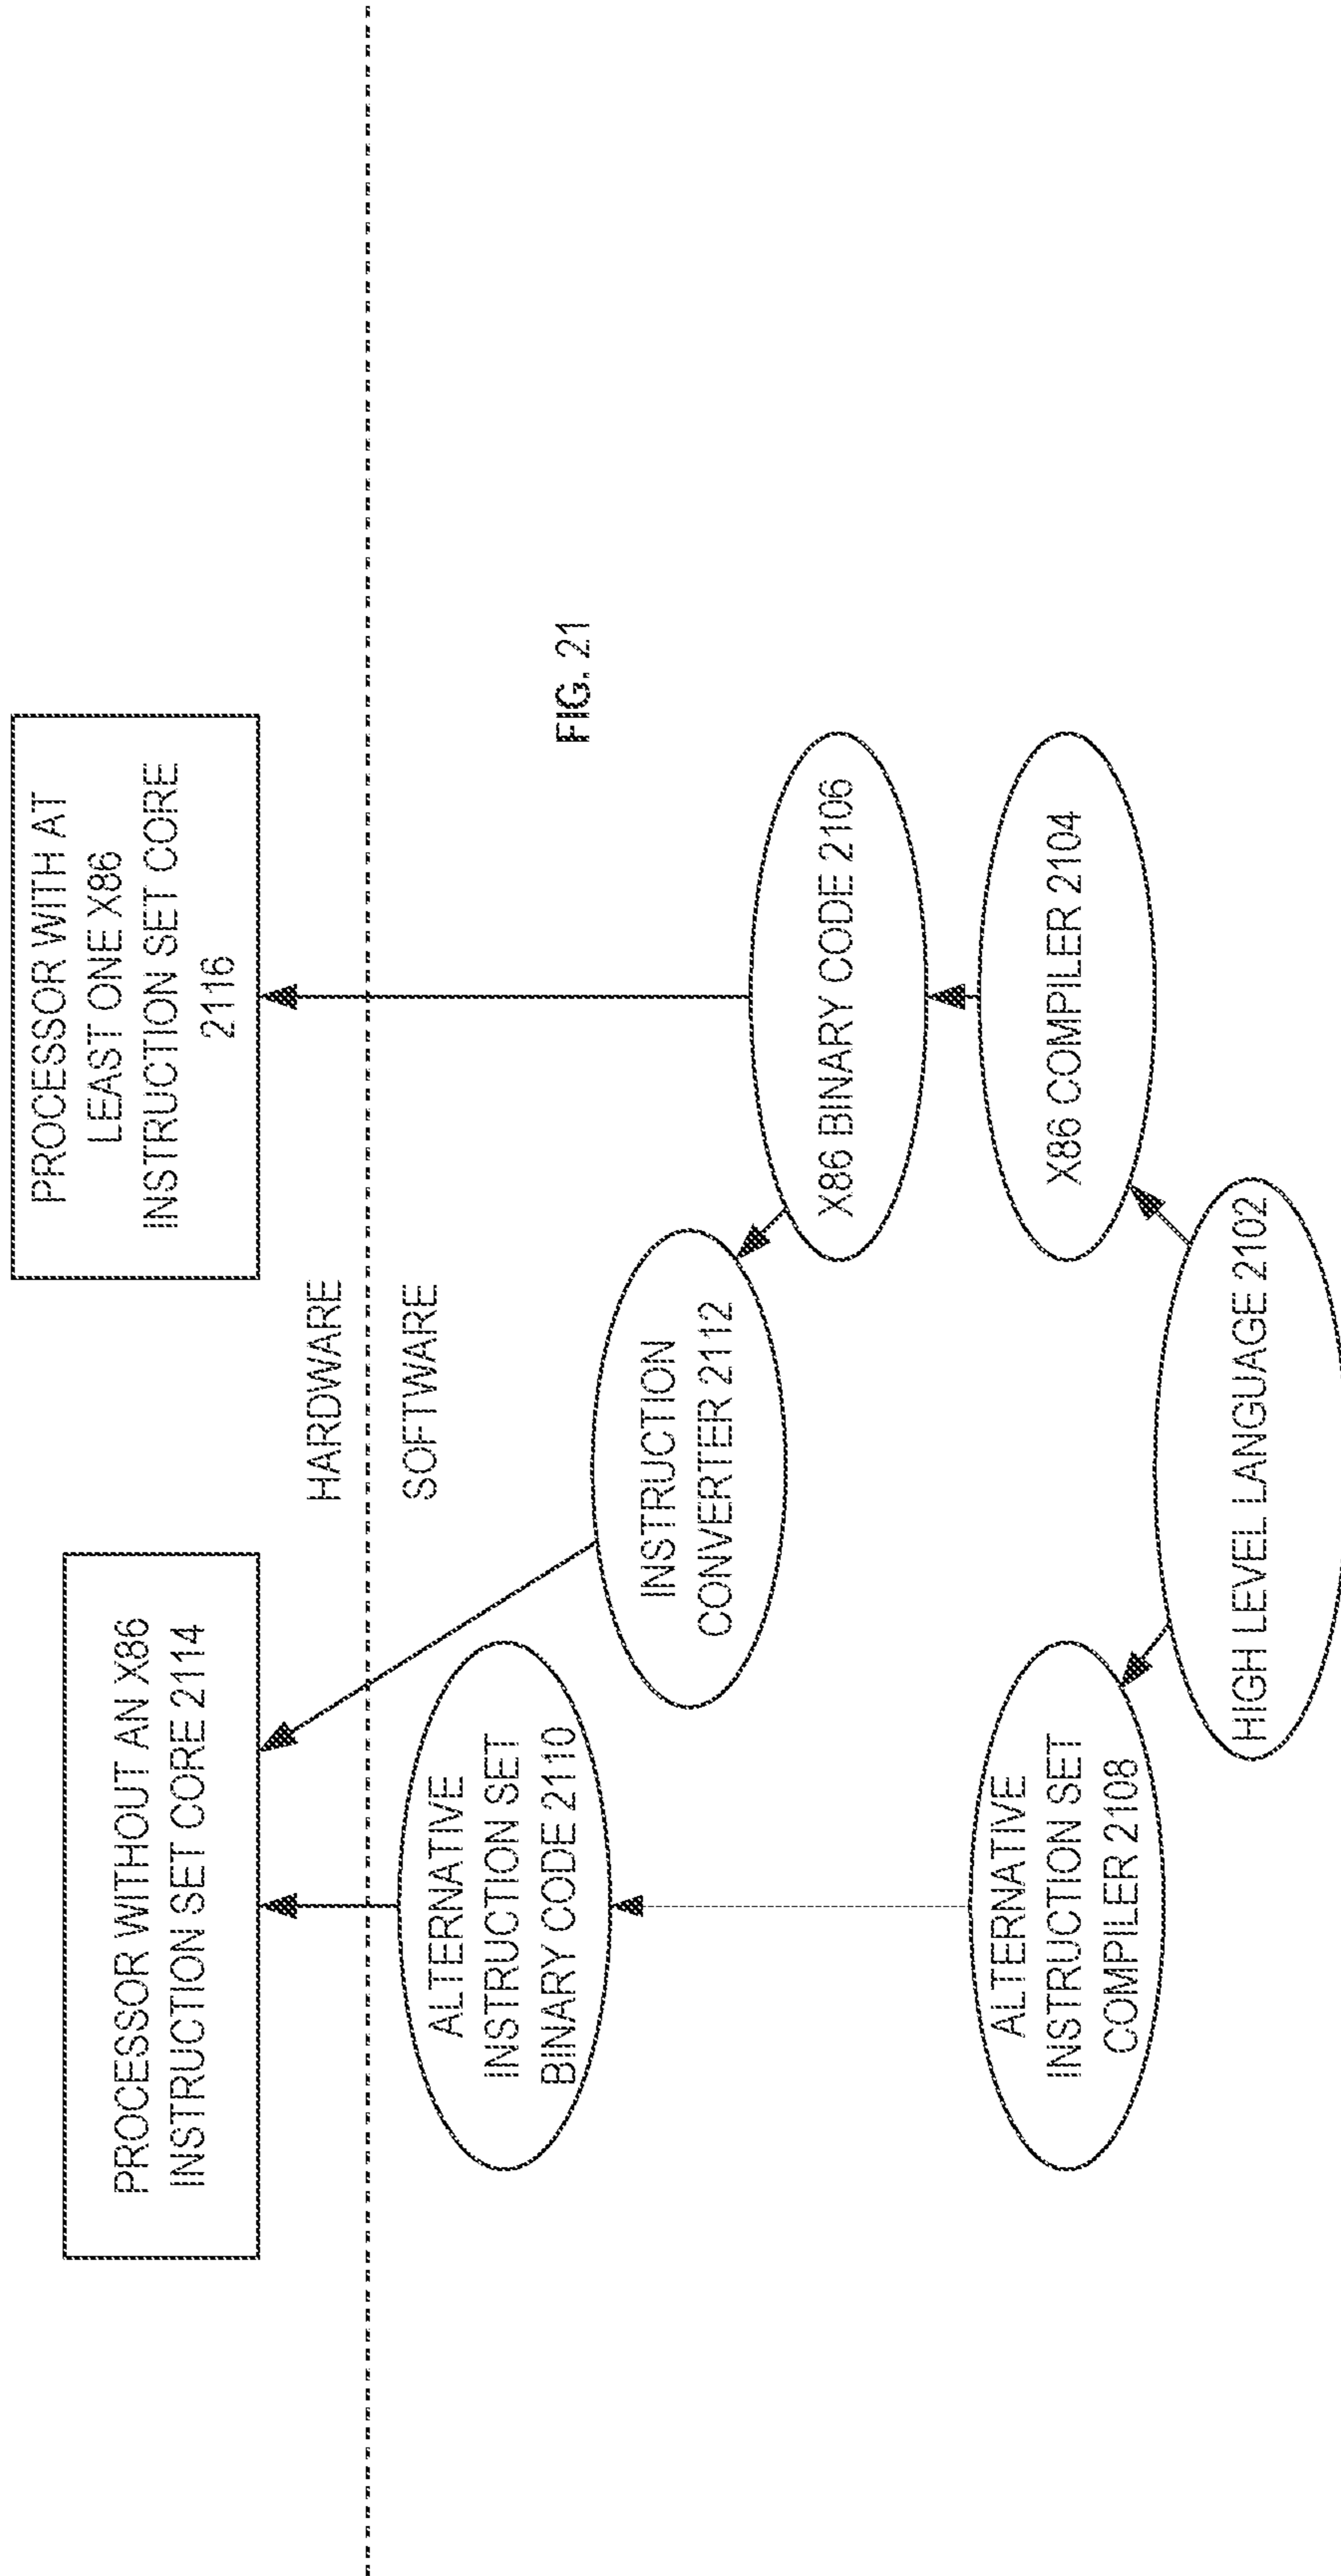 PROCESSOR WITHOUT AN X86
INSTRUCTION SET CORE 2114
PROCESSOR WITH AT
LEAST ONE X86
INSTRUCTION SET CORE
2116
HARDWARE
SOFTWARE
ALTERNATIVE
INSTRUCTION SET
BINARY CODE 2110
INSTRUCTION
CONVERTER 2112
FIG. 21
X86 BINARY CODE 2106
ALTERNATIVE
INSTRUCTION SET
COMPILER 2108
X86 COMPILER 2104
HIGH LEVEL LANGUAGE 2102